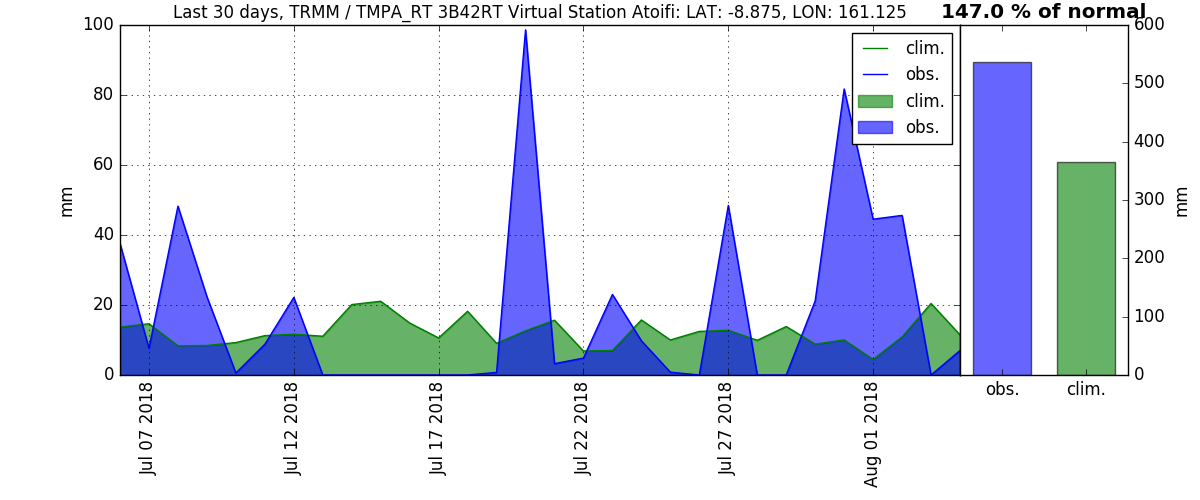 Last 30 days, TRMM / TMPA_RT 3B42RT Virtual Station Atoifi: LAT: -8.875, LON: 161.125
147.0 % of normal
100
80
60
40
20
0
mm
clim.
obs.
clim.
obs.
Jul 07 2018
Jul 12 2018
Jul 17 2018
Jul 22 2018
Jul 27 2018
Aug 01 2018
600
500
400
300
200
100
0
mm
obs.
clim.